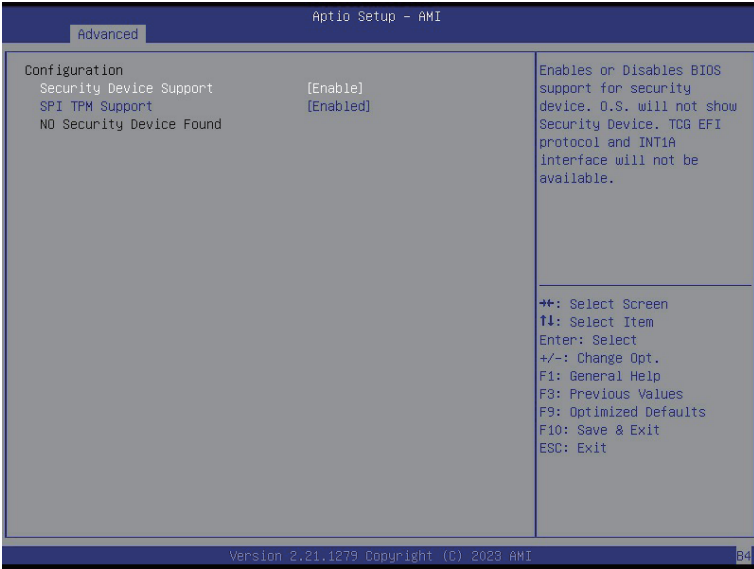 Aptio Setup - AMI
Advanced
Configuration
Security Device Support [Enable]
SPI TPM Support [Enabled]
NO Security Device Found
Enables or Disables BIOS
support for security
device. O.S. will not show
Security Device. TCG EFI
protocol and INT1A
interface will not be
available.
→←: Select Screen
↑↓: Select Item
Enter: Select
+/-: Change Opt.
F1: General Help
F3: Previous Values
F9: Optimized Defaults
F10: Save & Exit
ESC: Exit
Version 2.21.1279 Copyright (C) 2023 AMI
B4